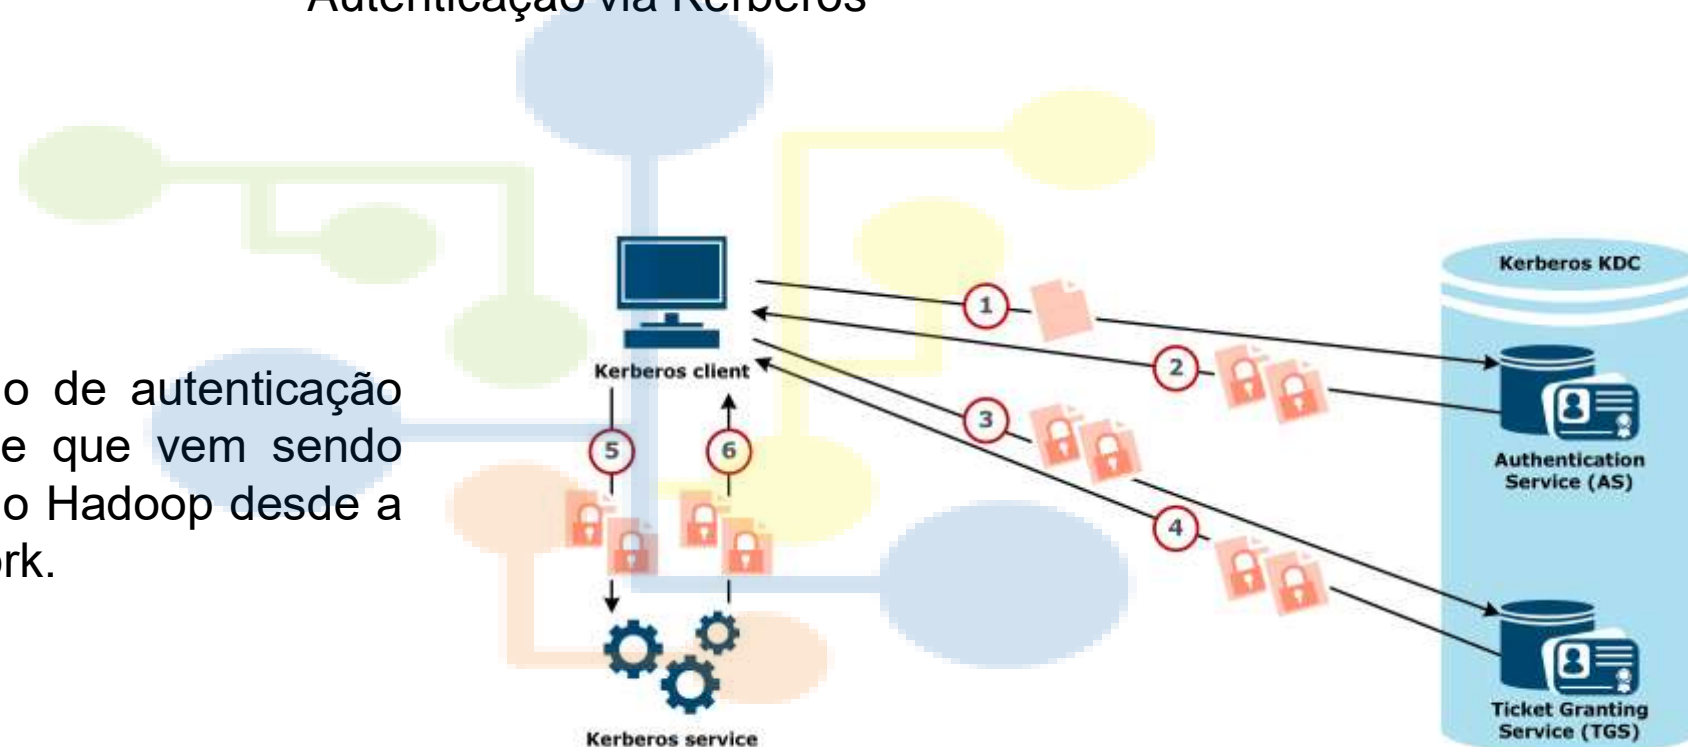 Autenticação via Kerberos
o de autenticação
e que vem sendo
o Hadoop desde a
rk.
Kerberos client
1
2
3
4
5
6
Kerberos service
Kerberos KDC
Authentication
Service (AS)
Ticket Granting
Service (TGS)